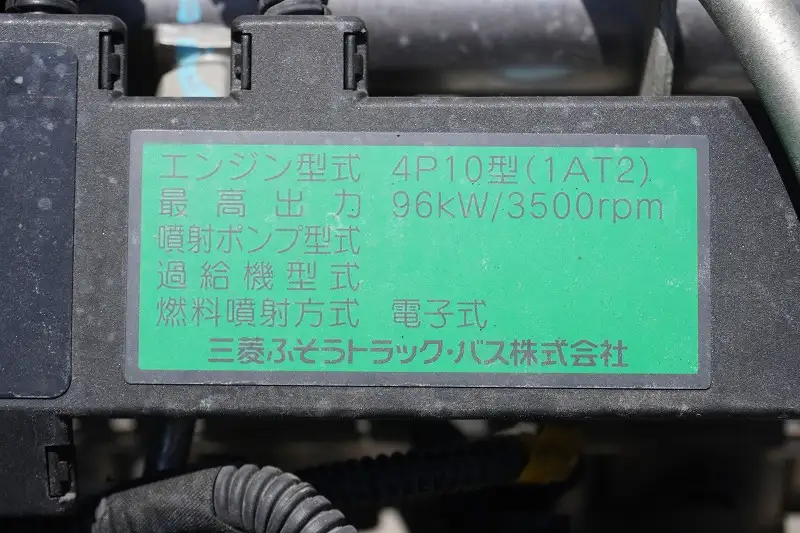 エンジン型式 4P10型(1AT2)
最高出力 96kW/3500rpm
噴射ポンプ型式
過給機型式
燃料噴射方式 電子式
三菱ふそうトラック・バス株式会社